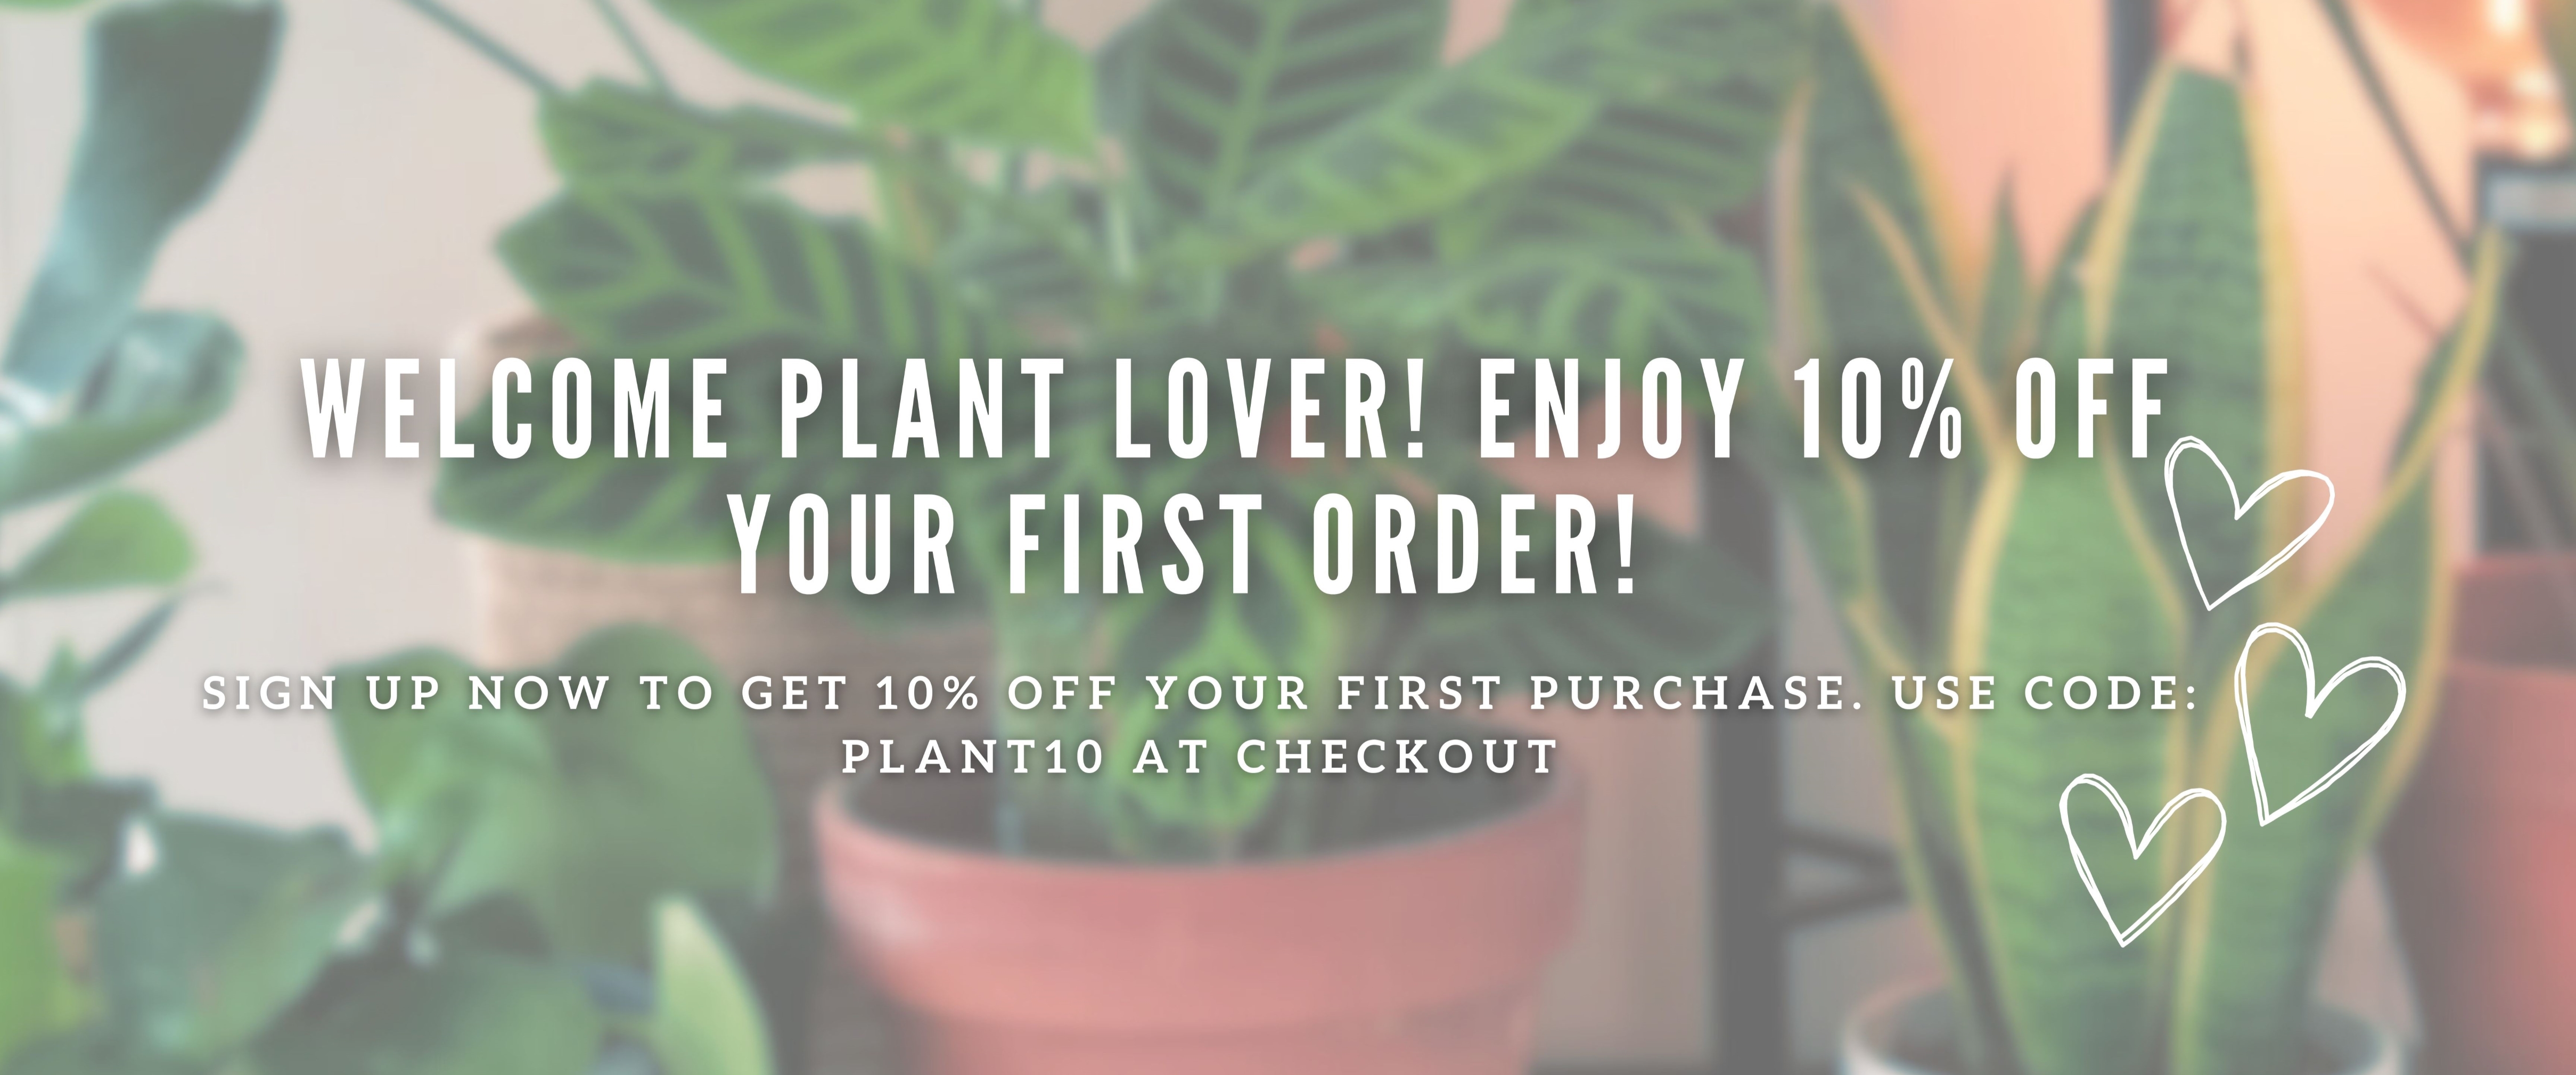 WELCOME PLANT LOVER! ENJOY 10% OFF
YOUR FIRST ORDER!
SIGN UP NOW TO GET 10% OFF YOUR FIRST PURCHASE. USE CODE:
PLANT10 AT CHECKOUT